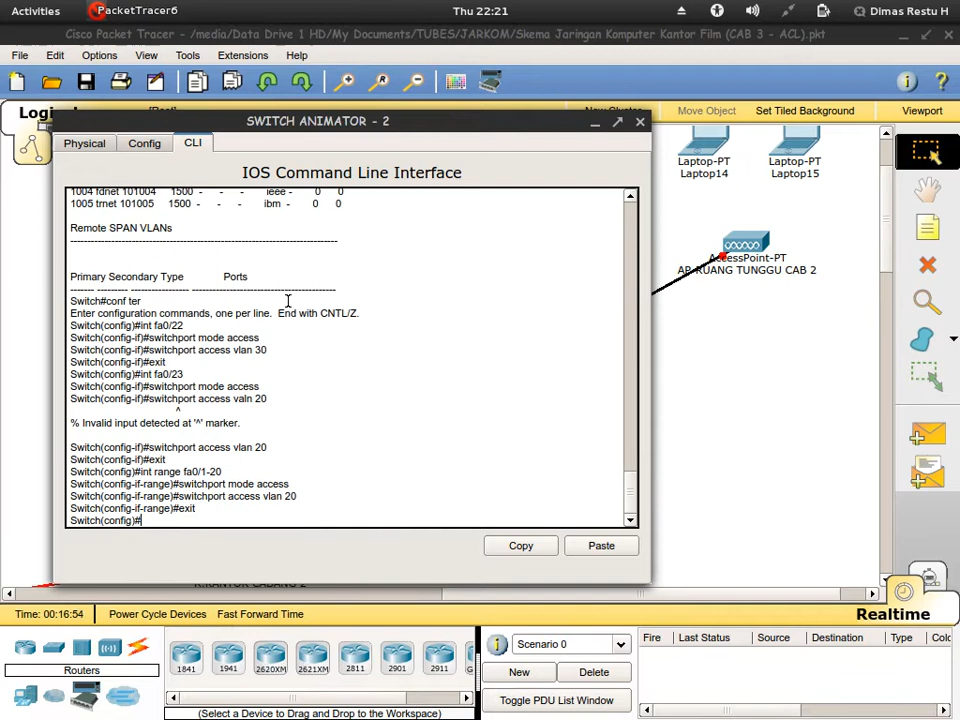 Activities
PacketTracer6
Thu 22:21
Dimas Restu H
Cisco Packet Tracer - /media/Data Drive 1 HD/My Documents/TUBES/JARKOM/Skema Jaringan Komputer Kantor Film (CAB 3 - ACL).pkt
File Edit Options View Tools Extensions Help
New Cluster Move Object Set Tiled Background Viewport
SWITCH ANIMATOR - 2
Physical Config CLI
IOS Command Line Interface
1004 fdnet 101004 1500 - - - ieee - 0 0
1005 trnet 101005 1500 - - - ibm - 0 0
Remote SPAN VLANs
------------------------------------------------------------------------------
Primary Secondary Type Ports
------- --------- ----------------- ------------------------------------------
Switch#conf ter
Enter configuration commands, one per line. End with CNTL/Z.
Switch(config)#int fa0/22
Switch(config-if)#switchport mode access
Switch(config-if)#switchport access vlan 30
Switch(config-if)#exit
Switch(config)#int fa0/23
Switch(config-if)#switchport mode access
Switch(config-if)#switchport access valn 20
^
% Invalid input detected at '^' marker.
Switch(config-if)#switchport access vlan 20
Switch(config-if)#exit
Switch(config)#int range fa0/1-20
Switch(config-if-range)#switchport mode access
Switch(config-if-range)#switchport access vlan 20
Switch(config-if-range)#exit
Switch(config)#
Copy Paste
Laptop-PT
Laptop14
Laptop-PT
Laptop15
AccessPoint-PT
AP-RUANG TUNGGU CAB 2
R.KANTOR CABANG 2
Time: 00:16:54 Power Cycle Devices Fast Forward Time
Realtime
Routers
1841 1941 2620XM 2621XM 2811 2901 2911
(Select a Device to Drag and Drop to the Workspace)
Scenario 0
New Delete
Toggle PDU List Window
Fire Last Status Source Destination Type